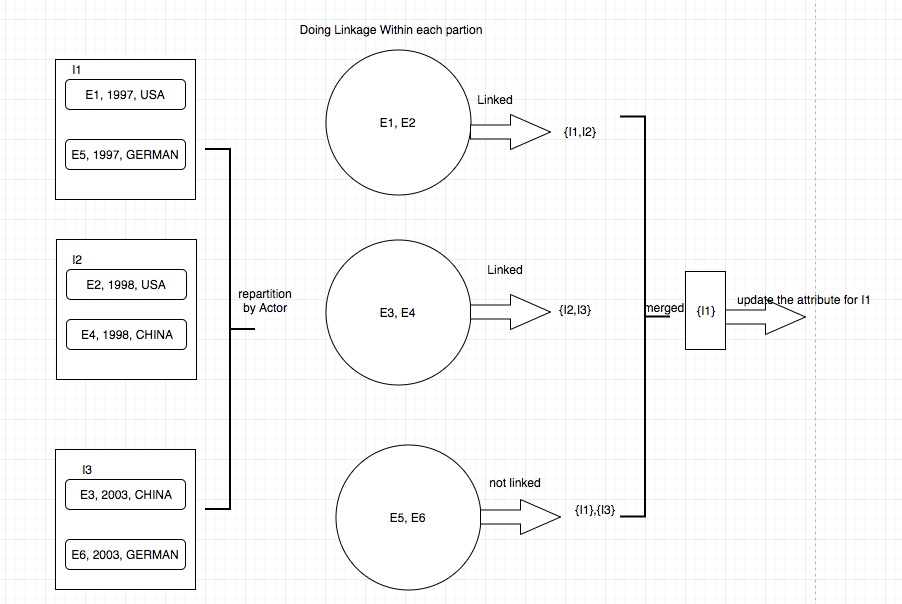 Doing Linkage Within each partion
I1
E1, 1997, USA
E5, 1997, GERMAN
I2
E2, 1998, USA
E4, 1998, CHINA
I3
E3, 2003, CHINA
E6, 2003, GERMAN
repartition
by Actor
E1, E2
Linked
{I1,I2}
E3, E4
Linked
{I2,I3}
E5, E6
not linked
{I1},{I3}
merged
{I1}
update the attribute for I1